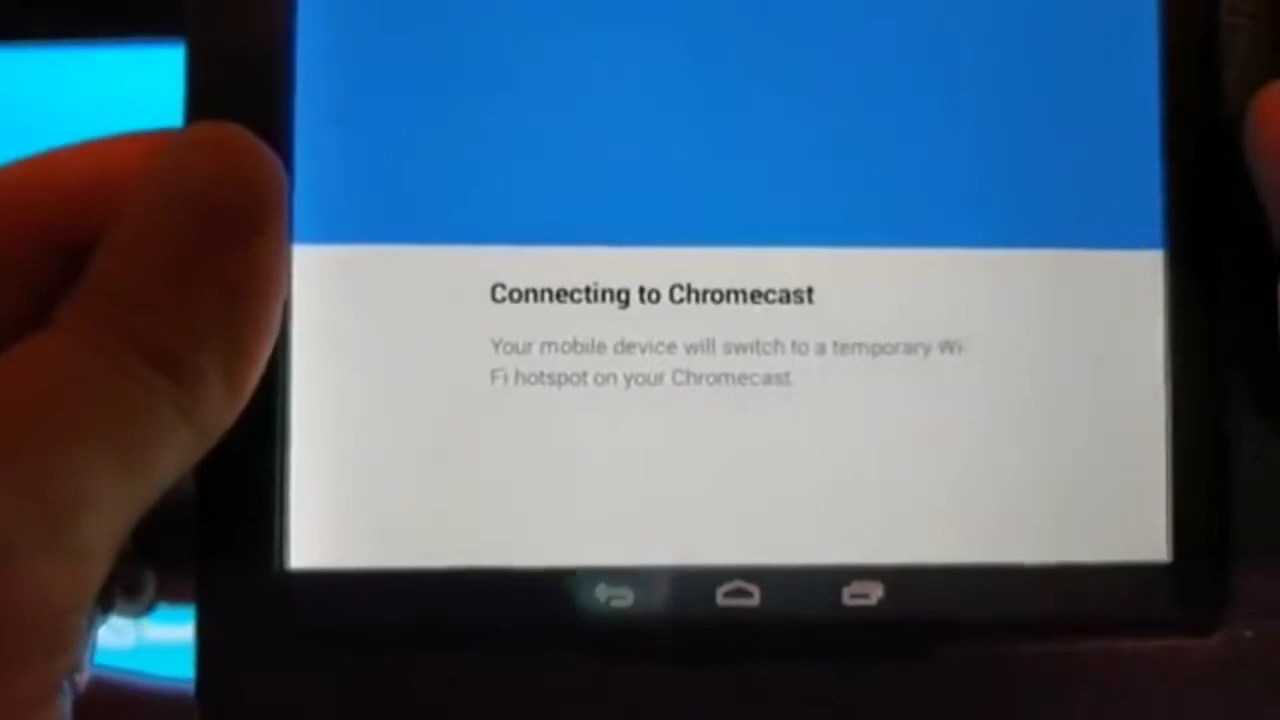 Connecting to Chromecast
Your mobile device will switch to a temporary Wi-
Fi hotspot on your Chromecast.